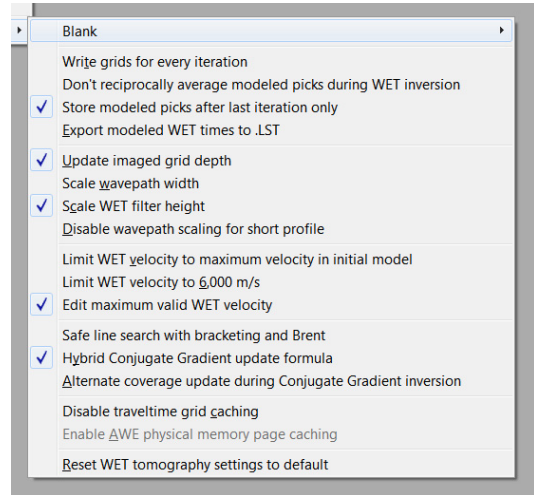 Blank
Write grids for every iteration
Don't reciprocally average modeled picks during WET inversion
Store modeled picks after last iteration only
Export modeled WET times to .LST
Update imaged grid depth
Scale wavepath width
Scale WET filter height
Disable wavepath scaling for short profile
Limit WET velocity to maximum velocity in initial model
Limit WET velocity to 6,000 m/s
Edit maximum valid WET velocity
Safe line search with bracketing and Brent
Hybrid Conjugate Gradient update formula
Alternate coverage update during Conjugate Gradient inversion
Disable traveltime grid caching
Enable AWE physical memory page caching
Reset WET tomography settings to default